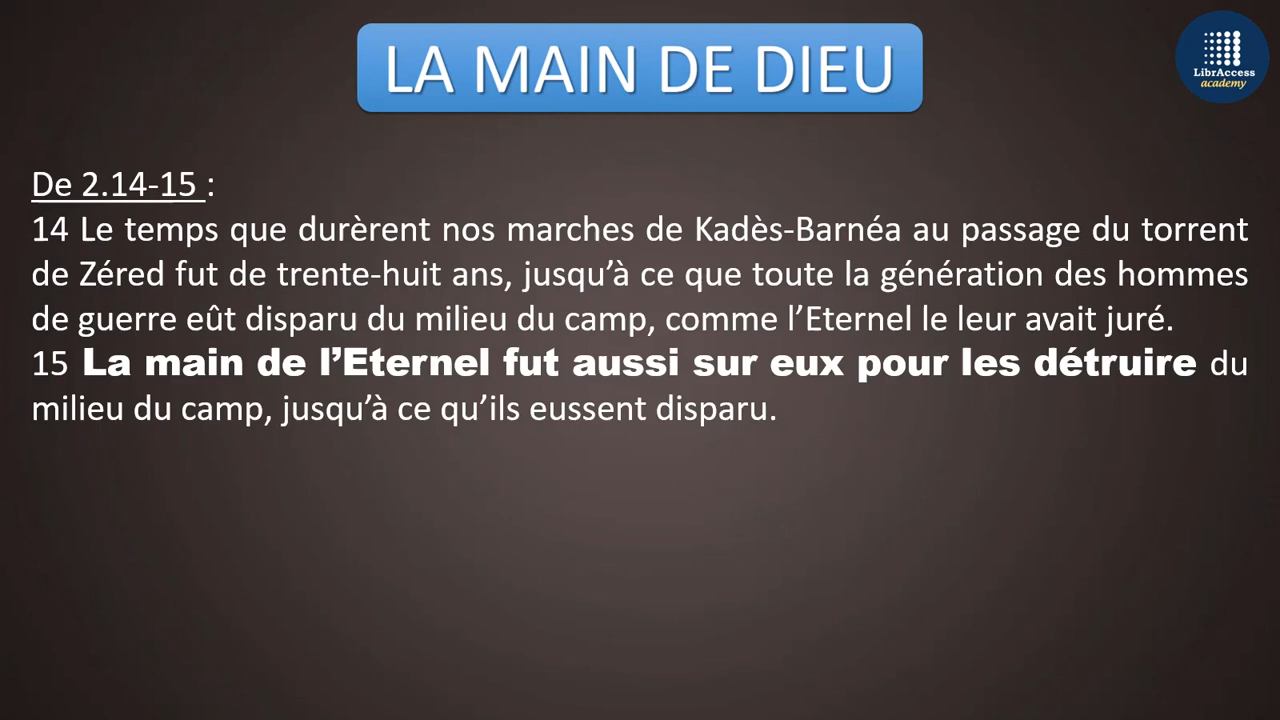 LA MAIN DE DIEU
LibrAccess
academy
De 2.14-15 :
14 Le temps que durèrent nos marches de Kadès-Barnéa au passage du torrent
de Zéred fut de trente-huit ans, jusqu’à ce que toute la génération des hommes
de guerre eût disparu du milieu du camp, comme l’Eternel le leur avait juré.
15 La main de l’Eternel fut aussi sur eux pour les détruire du
milieu du camp, jusqu’à ce qu’ils eussent disparu.